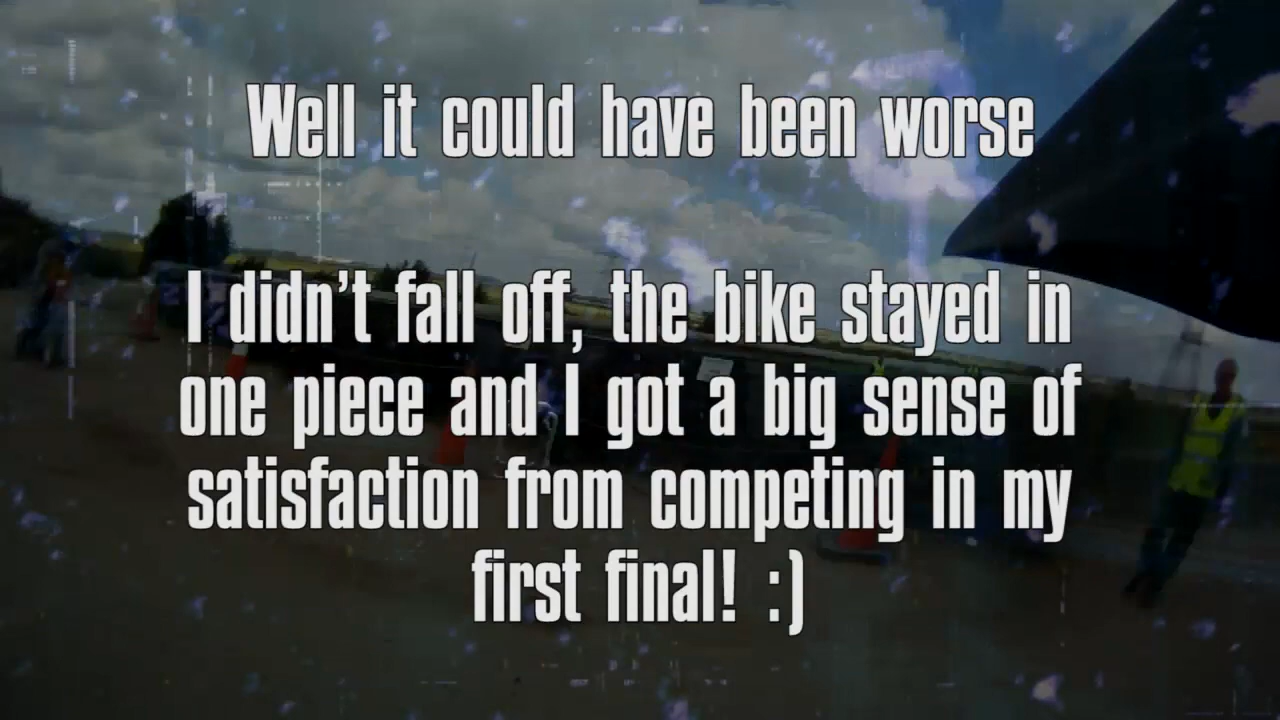 Well it could have been worse
I didn't fall off, the bike stayed in
one piece and I got a big sense of
satisfaction from competing in my
first final! :)